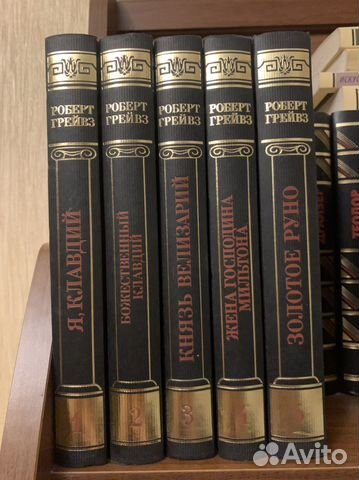 РОБЕРТ
ГРЕЙВЗ
Я, КЛАВДИЙ
1
РОБЕРТ
ГРЕЙВЗ
БОЖЕСТВЕННЫЙ
КЛАВДИЙ
2
РОБЕРТ
ГРЕЙВЗ
КНЯЗЬ ВЕЛИЗАРИЙ
3
РОБЕРТ
ГРЕЙВЗ
ЖЕНА ГОСПОДИНА
МИЛЬТОНА
РОБЕРТ
ГРЕЙВЗ
ЗОЛОТОЕ РУНО
Avito